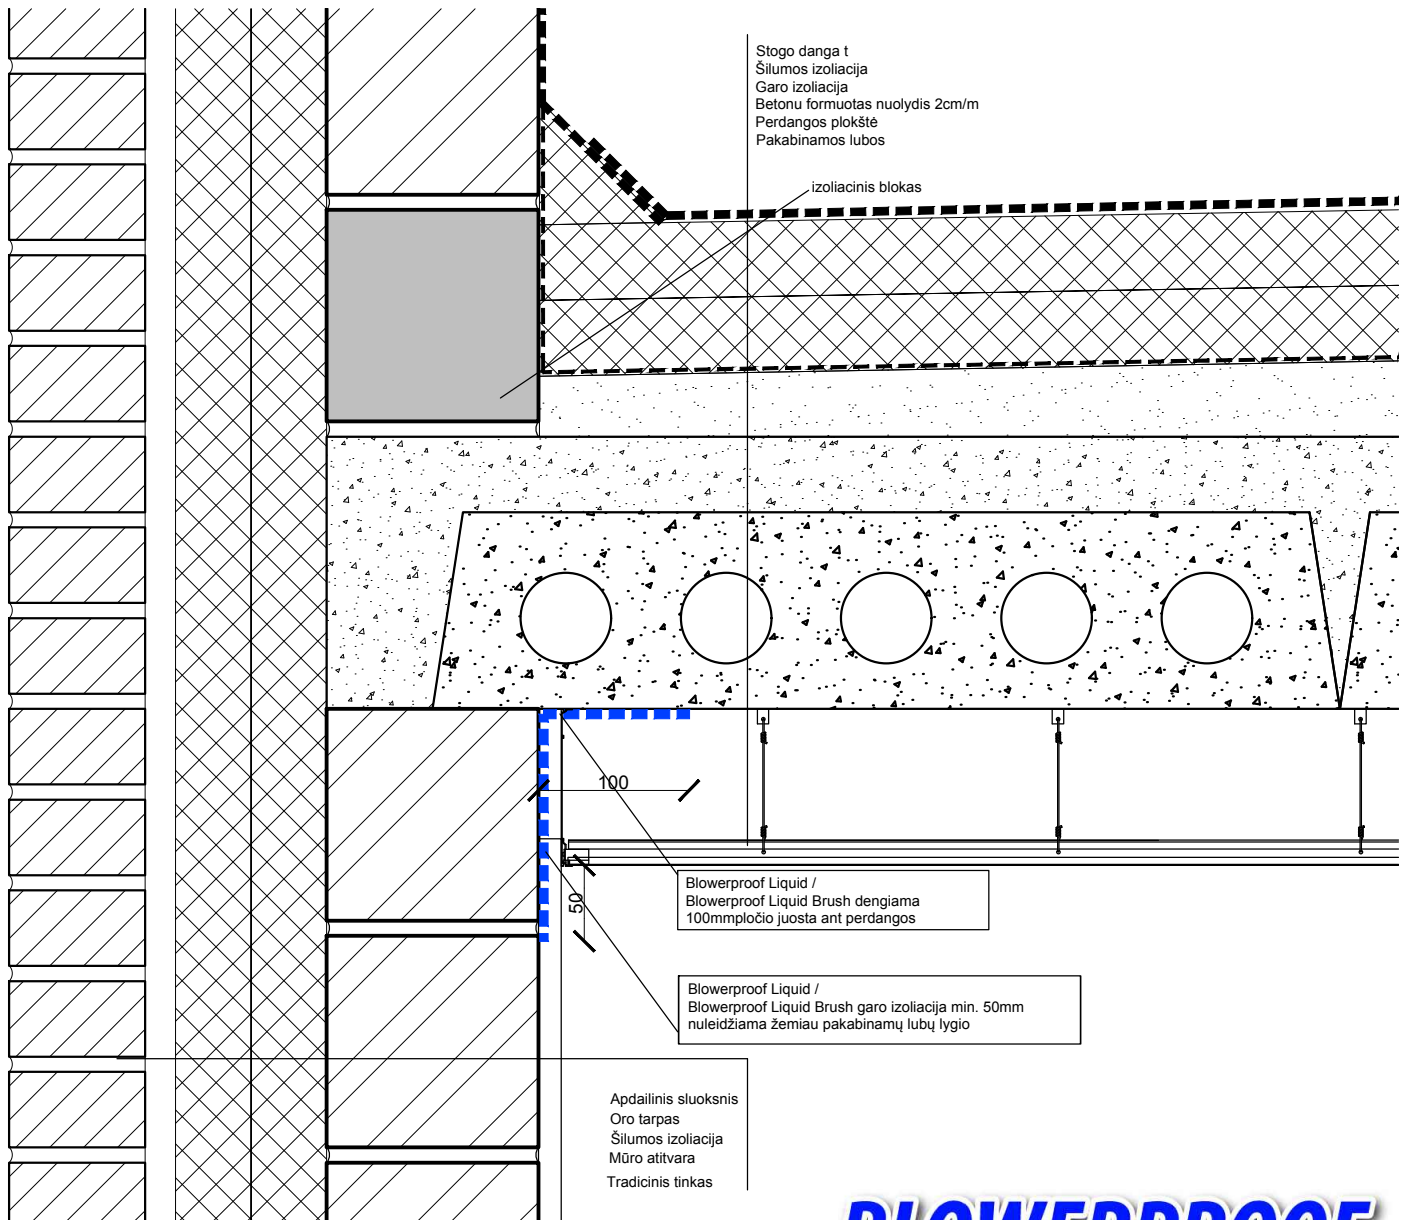 Stogo danga t
Šilumos izoliacija
Garo izoliacija
Betonu formuotas nuolydis 2cm/m
Perdangos plokštė
Pakabinamos lubos
izoliacinis blokas
100
50
Blowerproof Liquid /
Blowerproof Liquid Brush dengiama
100mmpločio juosta ant perdangos
Blowerproof Liquid /
Blowerproof Liquid Brush garo izoliacija min. 50mm
nuleidžiama žemiau pakabinamų lubų lygio
Apdailinis sluoksnis
Oro tarpas
Šilumos izoliacija
Mūro atitvara
Tradicinis tinkas
BLOWERPROOF